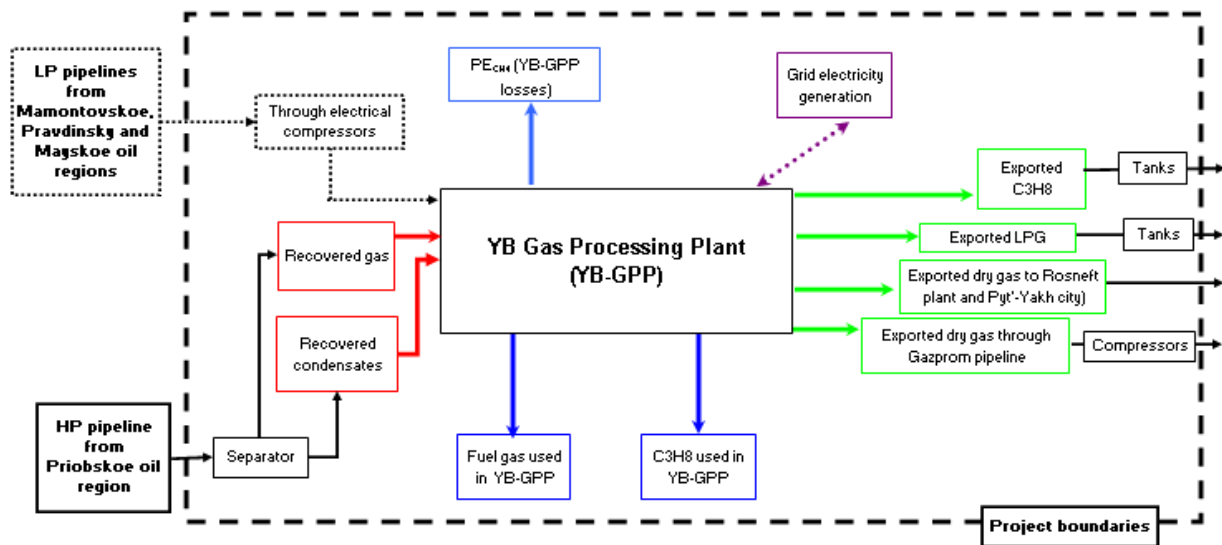 LP pipelines
from
Mamontovskoe,
Pravdinsky and
Mayskoe oil
regions
Through electrical
compressors
PECH4 (YB-GPP
losses)
Grid electricity
generation
Exported
C3H8
Tanks
Recovered gas
YB Gas Processing Plant
(YB-GPP)
Exported LPG
Tanks
Exported dry gas to Rosneft
plant and Pyt'-Yakh city)
Recovered
condensates
Exported dry gas through
Gazprom pipeline
Compressors
HP pipeline
from
Priobskoe oil
region
Separator
Fuel gas used
in YB-GPP
C3H8 used in
YB-GPP
Project boundaries